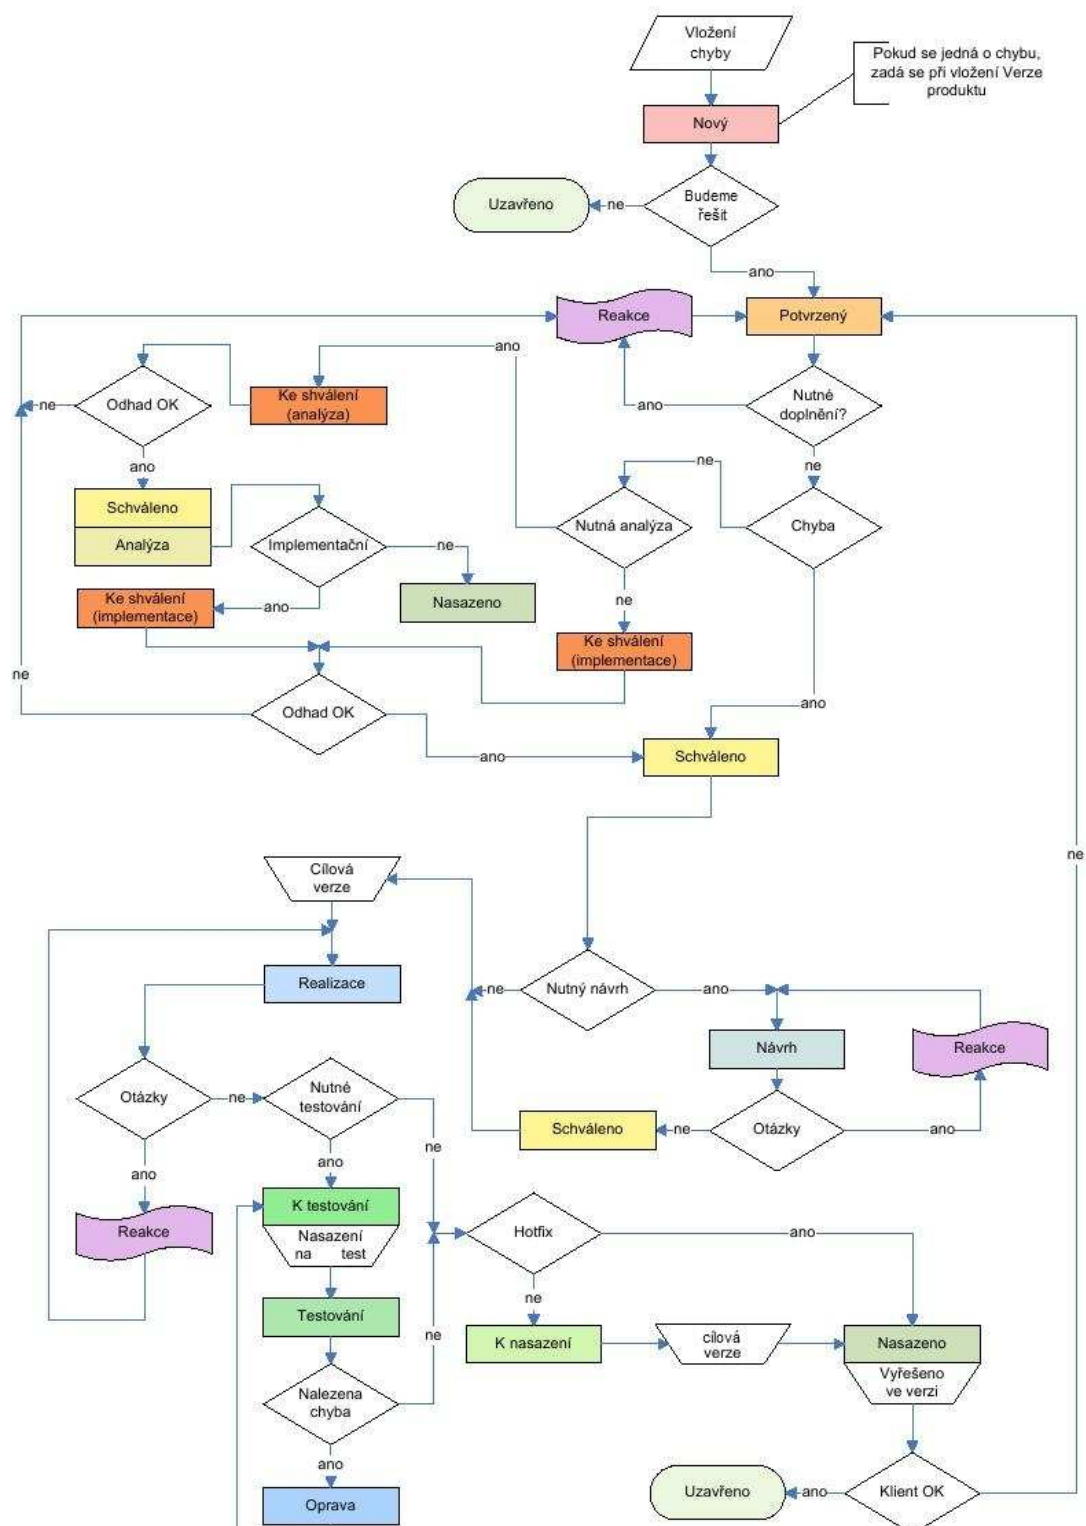 Vložení
chyby
Pokud se jedná o chybu,
zadá se při vložení Verze
produktu
Nový
Budeme
řešit
ne
Uzavřeno
ano
Reakce
Potvrzený
ano
Ke shválení
(analýza)
Odhad OK
ne
Nutné
doplnění?
ano
ano
ne
ne
Schváleno
Analýza
Implementační
ne
Nutná analýza
Chyba
Nasazeno
Ke shválení
(implementace)
ano
ne
Ke shválení
(implementace)
ne
Odhad OK
ano
ano
Schváleno
ne
Cílová
verze
Realizace
ne
Nutný návrh
ano
Návrh
Reakce
Otázky
ne
Nutné
testování
Schváleno
ne
Otázky
ano
ne
ano
ano
K testování
Nasazení
na test
Reakce
Hotfix
ano
ne
Testování
ne
K nasazení
cílová
verze
Nasazeno
Vyřešeno
ve verzi
Nalezena
chyba
ano
Oprava
Uzavřeno
ano
Klient OK